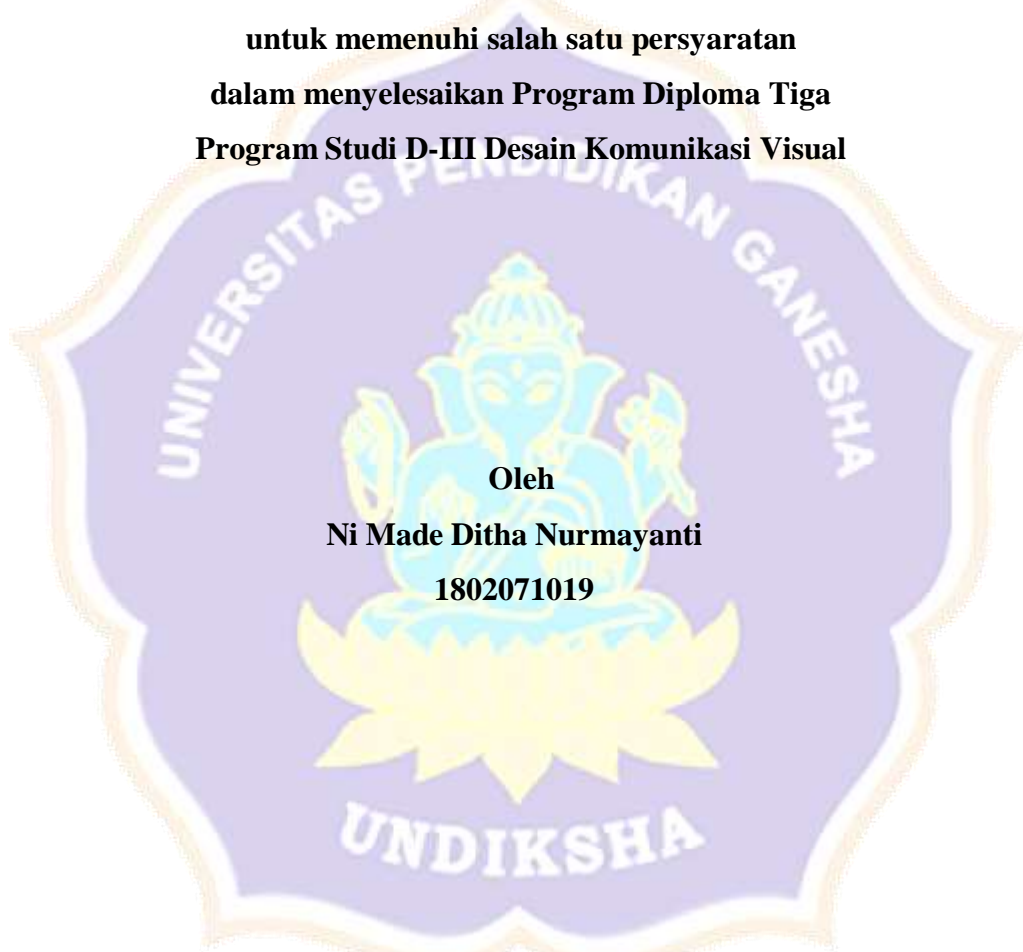 untuk memenuhi salah satu persyaratan
dalam menyelesaikan Program Diploma Tiga
Program Studi D-III Desain Komunikasi Visual
UNIVERSITAS PENDIDIKAN GANESHA
Oleh
Ni Made Ditha Nurmayanti
1802071019
UNDIKSHA